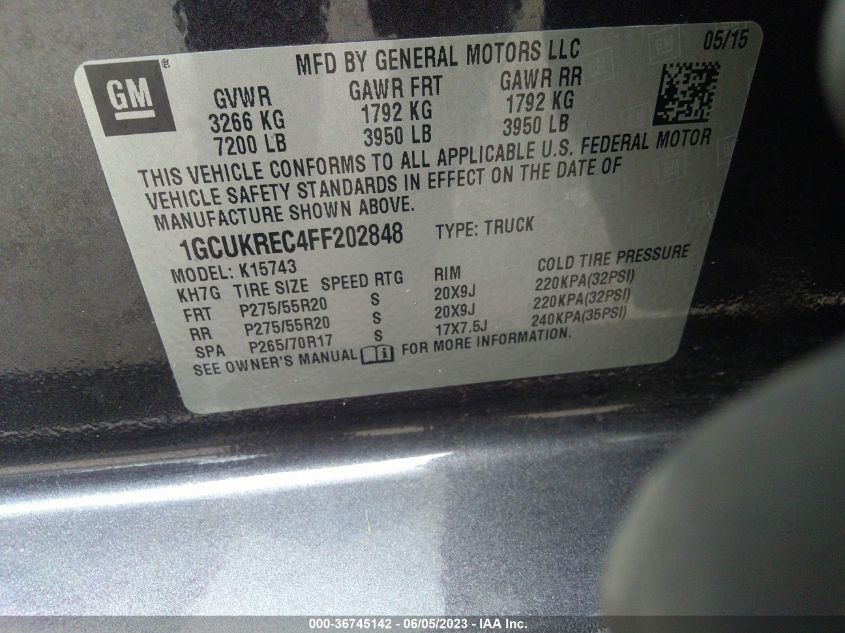 MFD BY GENERAL MOTORS LLC 05/15
GM ®
GVWR GAWR FRT GAWR RR
3266 KG 1792 KG 1792 KG
7200 LB 3950 LB 3950 LB
THIS VEHICLE CONFORMS TO ALL APPLICABLE U.S. FEDERAL MOTOR
VEHICLE SAFETY STANDARDS IN EFFECT ON THE DATE OF
MANUFACTURE SHOWN ABOVE.
1GCUKREC4FF202848 TYPE: TRUCK
MODEL: K15743
KH7G TIRE SIZE SPEED RTG RIM COLD TIRE PRESSURE
FRT P275/55R20 S 20X9J 220KPA(32PSI)
RR P275/55R20 S 20X9J 220KPA(32PSI)
SPA P265/70R17 S 17X7.5J 240KPA(35PSI)
SEE OWNER'S MANUAL FOR MORE INFORMATION.
000-36745142 - 06/05/2023 - IAA Inc.